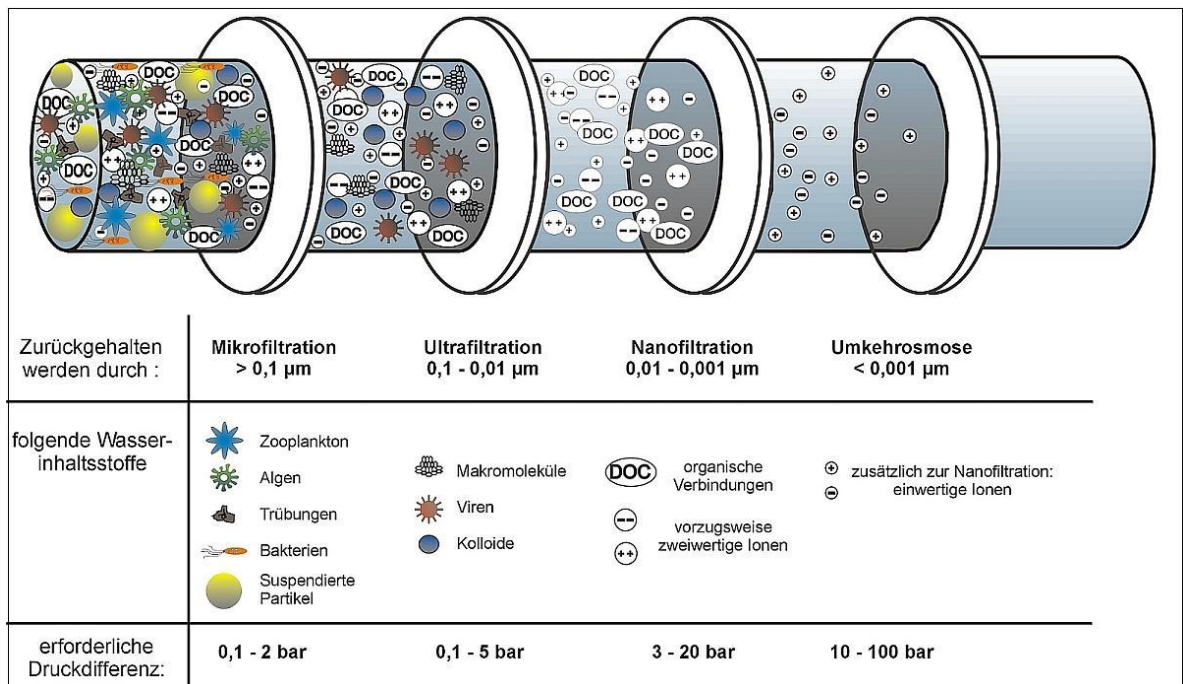 Zurückgehalten
werden durch :
Mikrofiltration
> 0,1 µm
Ultrafiltration
0,1 - 0,01 µm
Nanofiltration
0,01 - 0,001 µm
Umkehrosmose
< 0,001 µm
folgende Wasser-
inhaltsstoffe
Zooplankton
Algen
Trübungen
Bakterien
Suspendierte
Partikel
Makromoleküle
Viren
Kolloide
DOC
organische
Verbindungen
vorzugsweise
zweiwertige Ionen
zusätzlich zur Nanofiltration:
einwertige Ionen
erforderliche
Druckdifferenz:
0,1 - 2 bar
0,1 - 5 bar
3 - 20 bar
10 - 100 bar